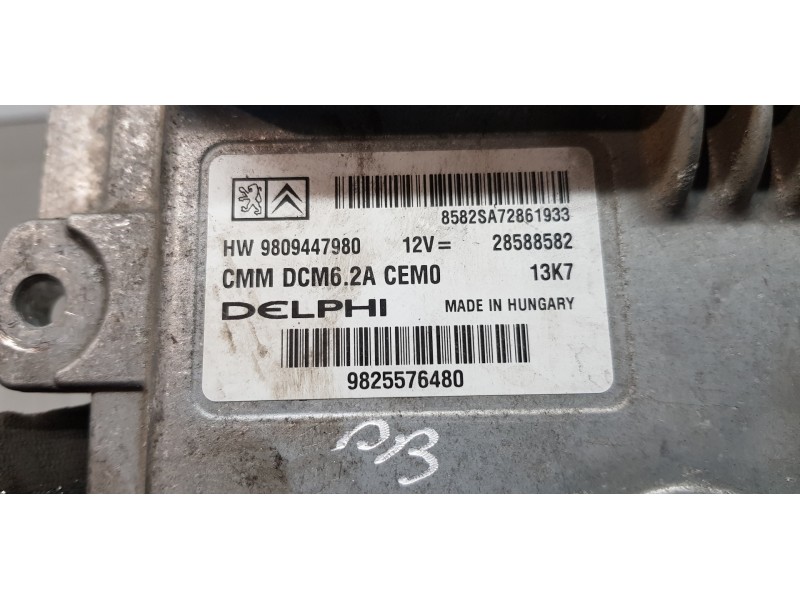 8582SA72861933
HW 9809447980 12V= 28588582
CMM DCM6.2A CEM0 13K7
DELPHI MADE IN HUNGARY
9825576480